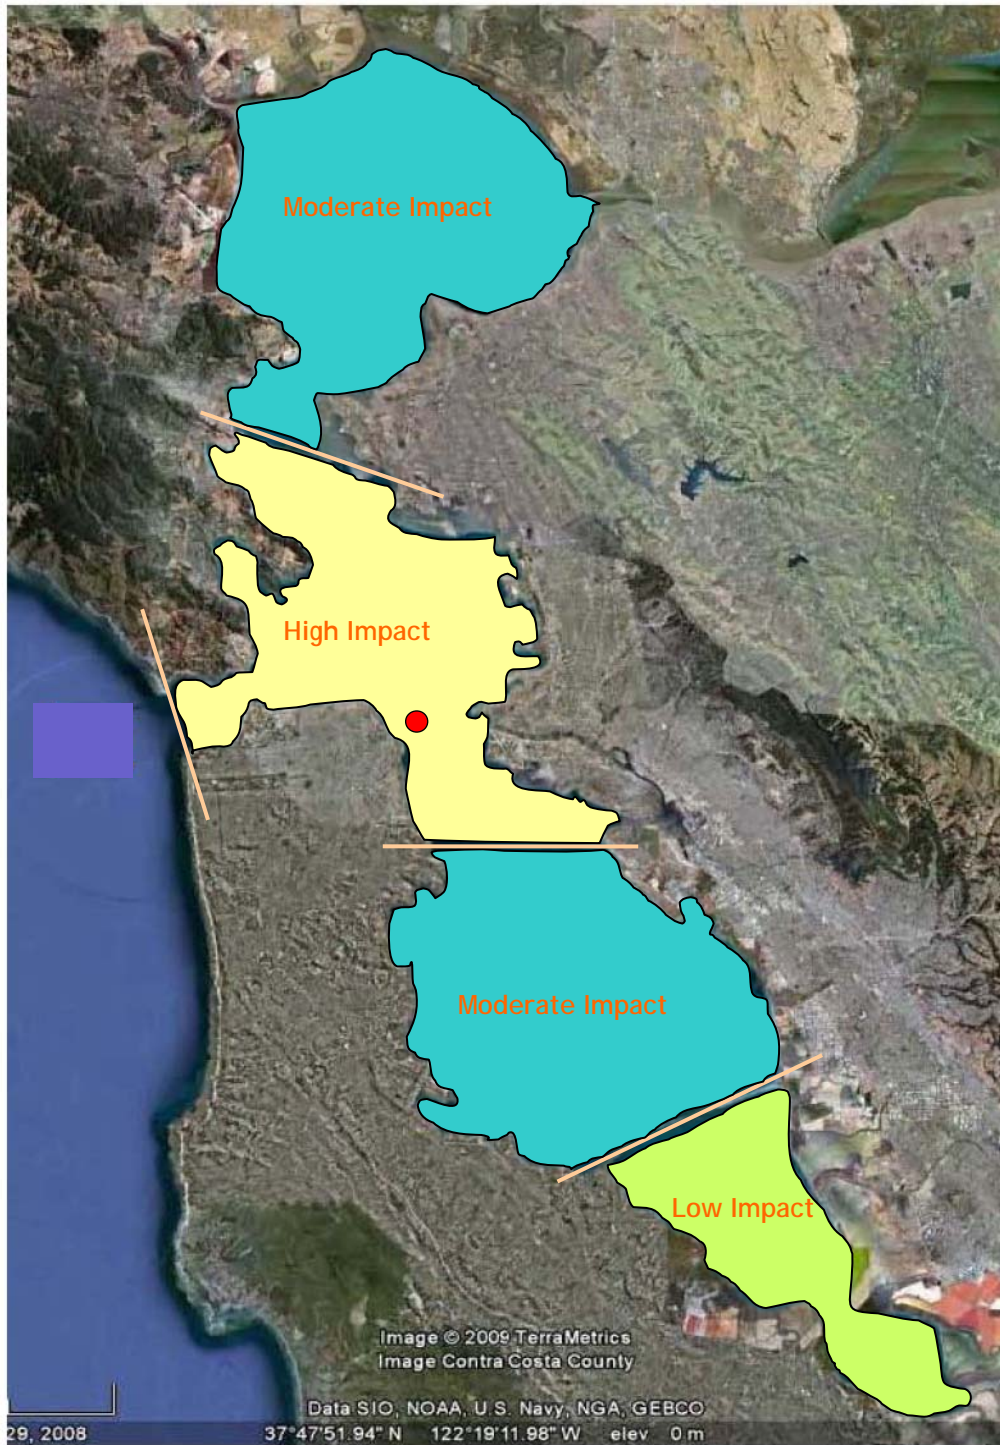 Moderate Impact
High Impact
Moderate Impact
Low Impact
Image © 2009 TerraMetrics
Image Contra Costa County
Data SIO, NOAA, U.S. Navy, NGA, GEBCO
29, 2008 37°47'51.94" N 122°19'11.98" W elev 0 m